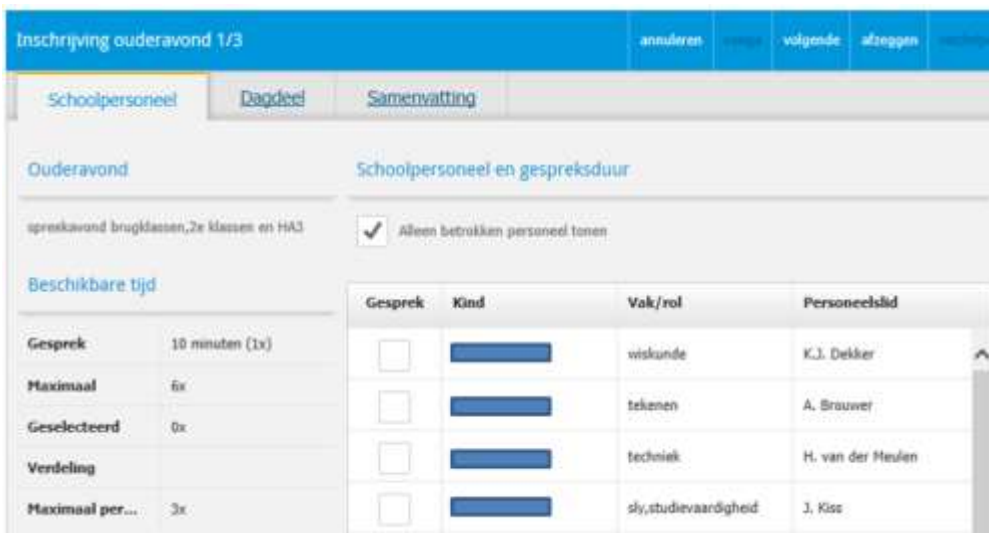 Inschrijving ouderavond 1/3
annuleren volgende afzeggen
Schoolpersoneel Dagdeel Samenvatting
Ouderavond
spreekavond brugklassen,2e klassen en HA3
Beschikbare tijd
Gesprek 10 minuten (1x)
Maximaal 6x
Geselecteerd 0x
Verdeling
Maximaal per... 3x
Schoolpersoneel en gespreksduur
Alleen betrokken personeel tonen
Gesprek Kind Vak/rol Personeelslid
wiskunde K.J. Dekker
tekenen A. Brouwer
techniek H. van der Meulen
sly,studievaardigheid J. Kiss